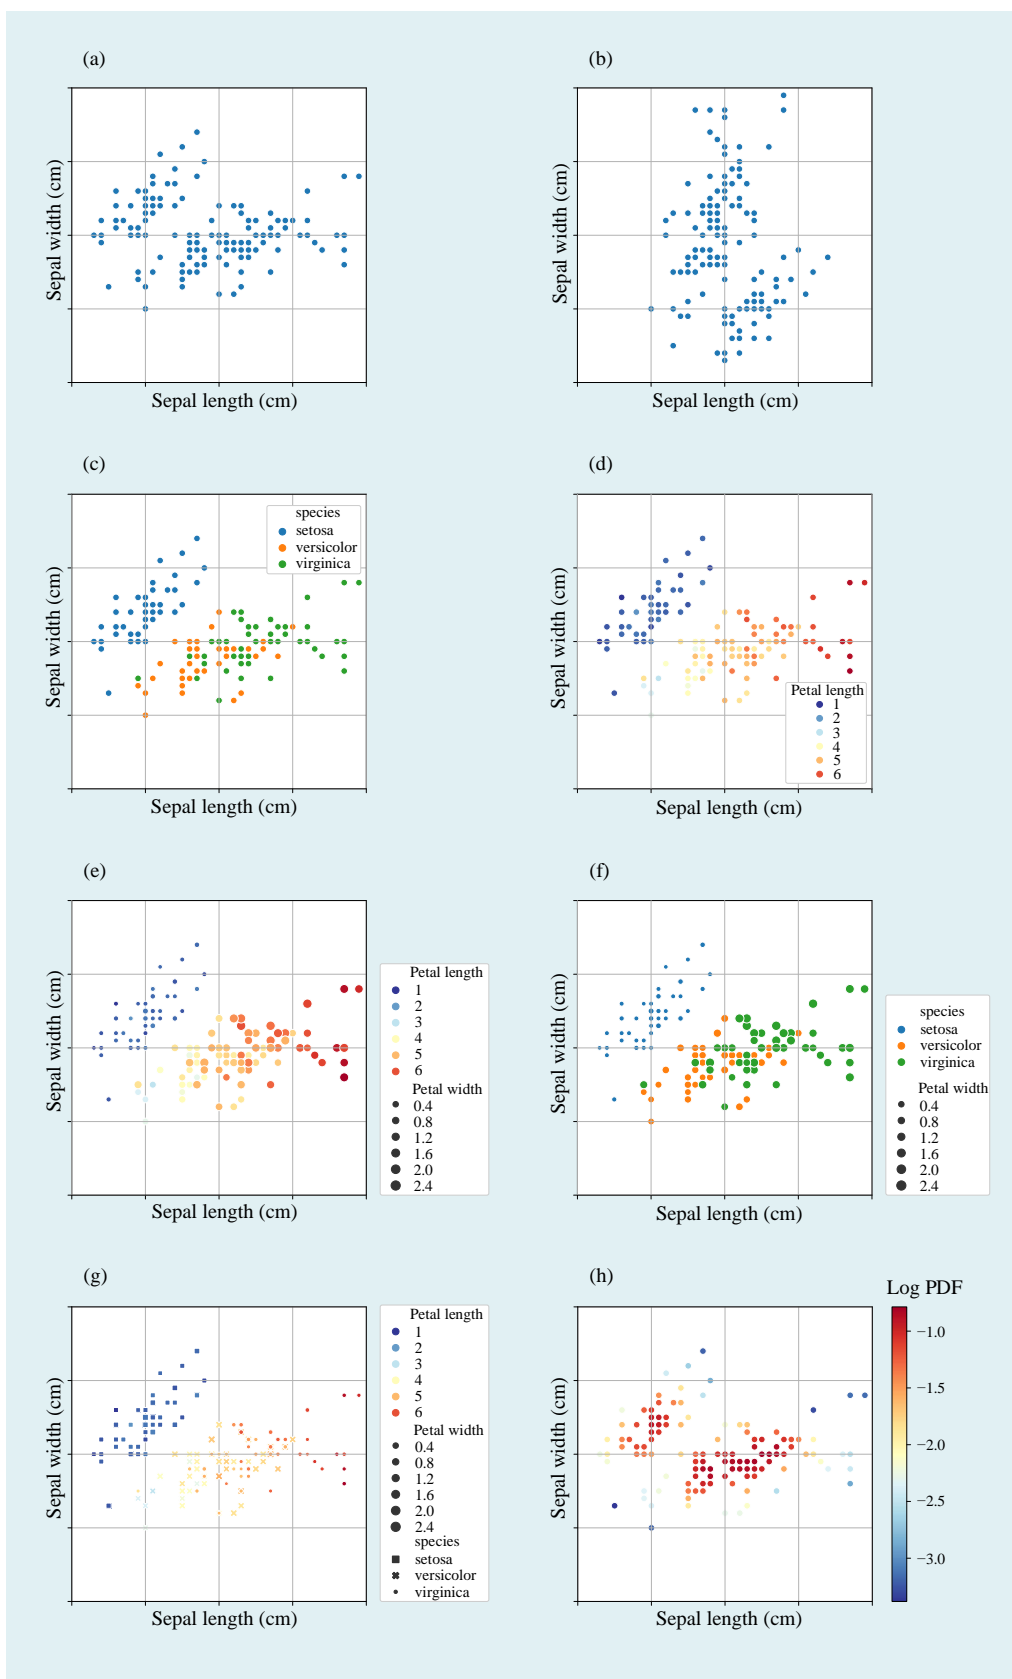 (a)
Sepal width (cm)
Sepal length (cm)
(b)
Sepal width (cm)
Sepal length (cm)
(c)
species
setosa
versicolor
virginica
Sepal width (cm)
Sepal length (cm)
(d)
Petal length
1
2
3
4
5
6
Sepal width (cm)
Sepal length (cm)
(e)
Petal length
1
2
3
4
5
6
Petal width
0.4
0.8
1.2
1.6
2.0
2.4
Sepal width (cm)
Sepal length (cm)
(f)
species
setosa
versicolor
virginica
Petal width
0.4
0.8
1.2
1.6
2.0
2.4
Sepal width (cm)
Sepal length (cm)
(g)
Petal length
1
2
3
4
5
6
Petal width
0.4
0.8
1.2
1.6
2.0
2.4
species
setosa
versicolor
virginica
Sepal width (cm)
Sepal length (cm)
(h)
Log PDF
−1.0
−1.5
−2.0
−2.5
−3.0
Sepal width (cm)
Sepal length (cm)